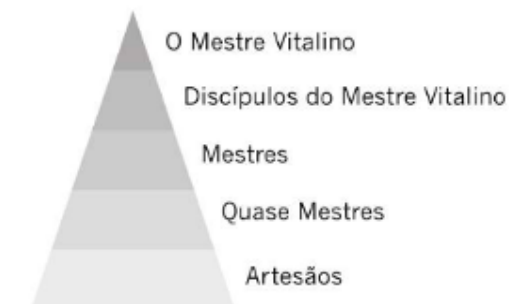 O Mestre Vitalino
Discípulos do Mestre Vitalino
Mestres
Quase Mestres
Artesãos